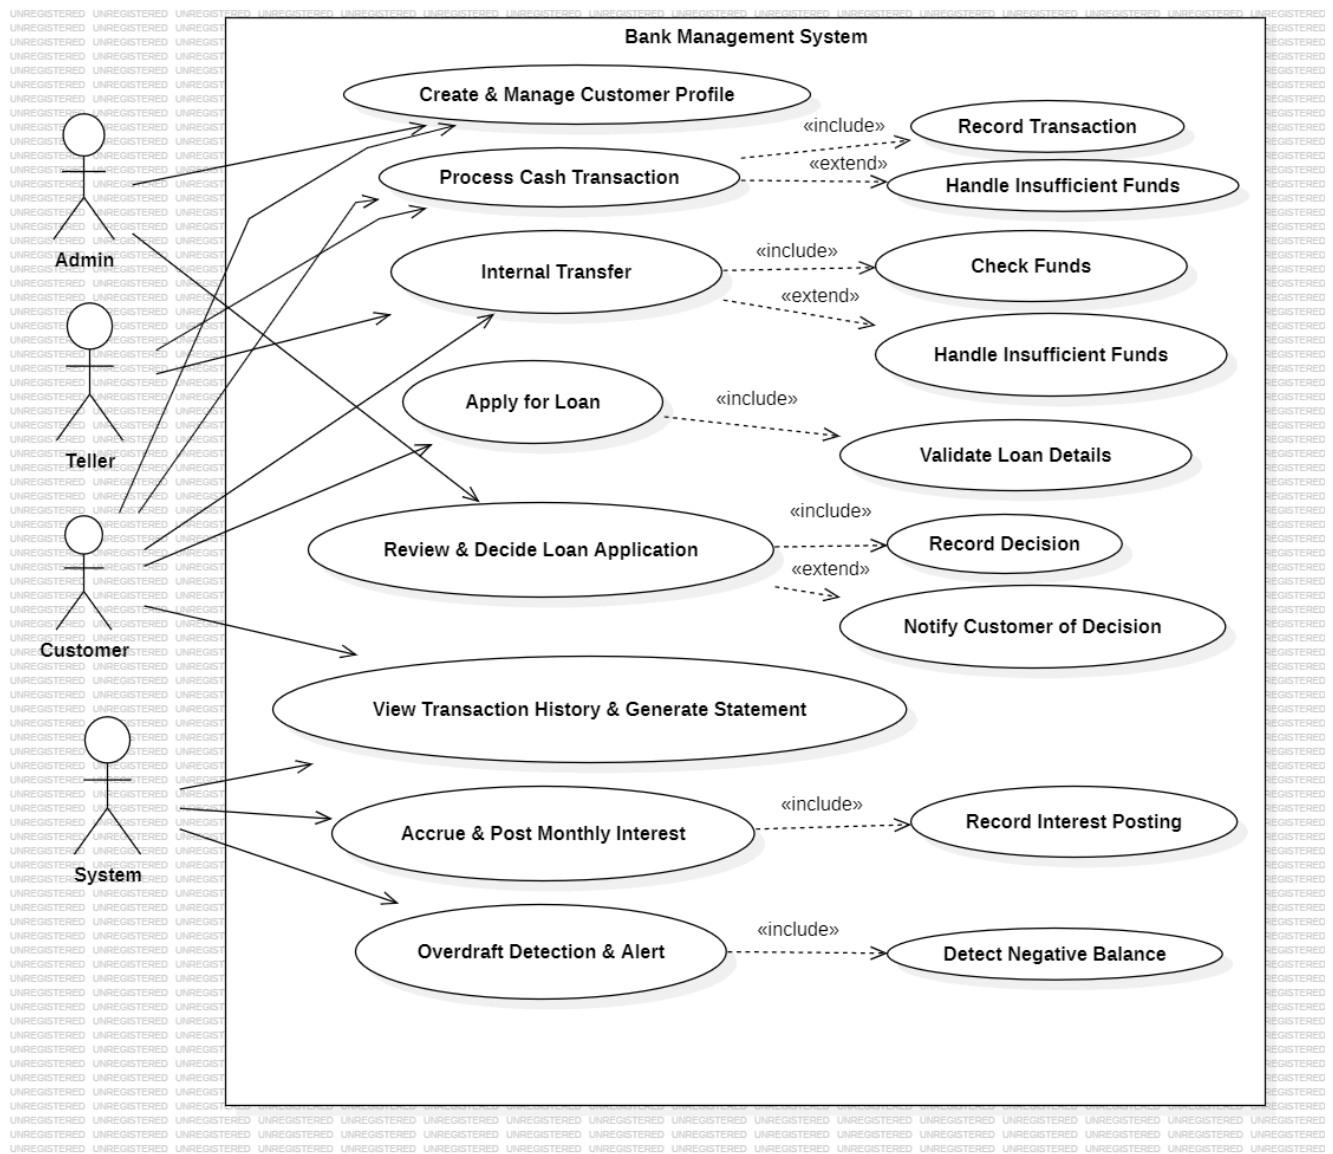 Bank Management System
Create & Manage Customer Profile
«include»
Record Transaction
Process Cash Transaction
«extend»
Handle Insufficient Funds
Admin
Internal Transfer
«include»
Check Funds
«extend»
Handle Insufficient Funds
Teller
Apply for Loan
«include»
Validate Loan Details
Review & Decide Loan Application
«include»
Record Decision
«extend»
Notify Customer of Decision
Customer
View Transaction History & Generate Statement
System
Accrue & Post Monthly Interest
«include»
Record Interest Posting
Overdraft Detection & Alert
«include»
Detect Negative Balance
UNREGISTERED